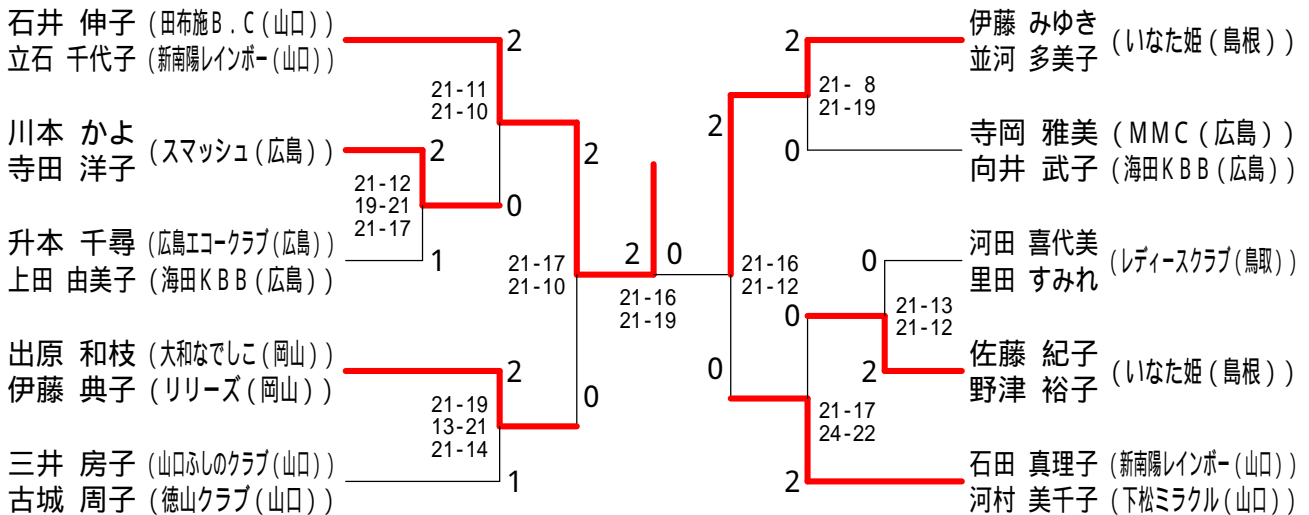 石井 伸子 (田布施B.C(山口))
立石 千代子 (新南陽レインボー(山口))
2
21-11
21-10
川本 かよ
寺田 洋子
(スマッシュ(広島))
2
21-12
19-21
21-17
0
升本 千尋 (広島エコークラブ(広島))
上田 由美子 (海田KBB(広島))
1
2
21-17
21-10
出原 和枝 (大和なでしこ(岡山))
伊藤 典子 (リリーズ(岡山))
2
21-19
13-21
21-14
0
三井 房子 (山口ふしのクラブ(山口))
古城 周子 (徳山クラブ(山口))
1
2 0
21-16
21-19
伊藤 みゆき
並河 多美子
(いなた姫(島根))
2
21- 8
21-19
2
寺岡 雅美 (MMC(広島))
向井 武子 (海田KBB(広島))
0
21-16
21-12
河田 喜代美
里田 すみれ
(レディースクラブ(鳥取))
0
21-13
21-12
0
佐藤 紀子
野津 裕子
(いなた姫(島根))
2
0
21-17
24-22
石田 真理子 (新南陽レインボー(山口))
河村 美千子 (下松ミラクル(山口))
2